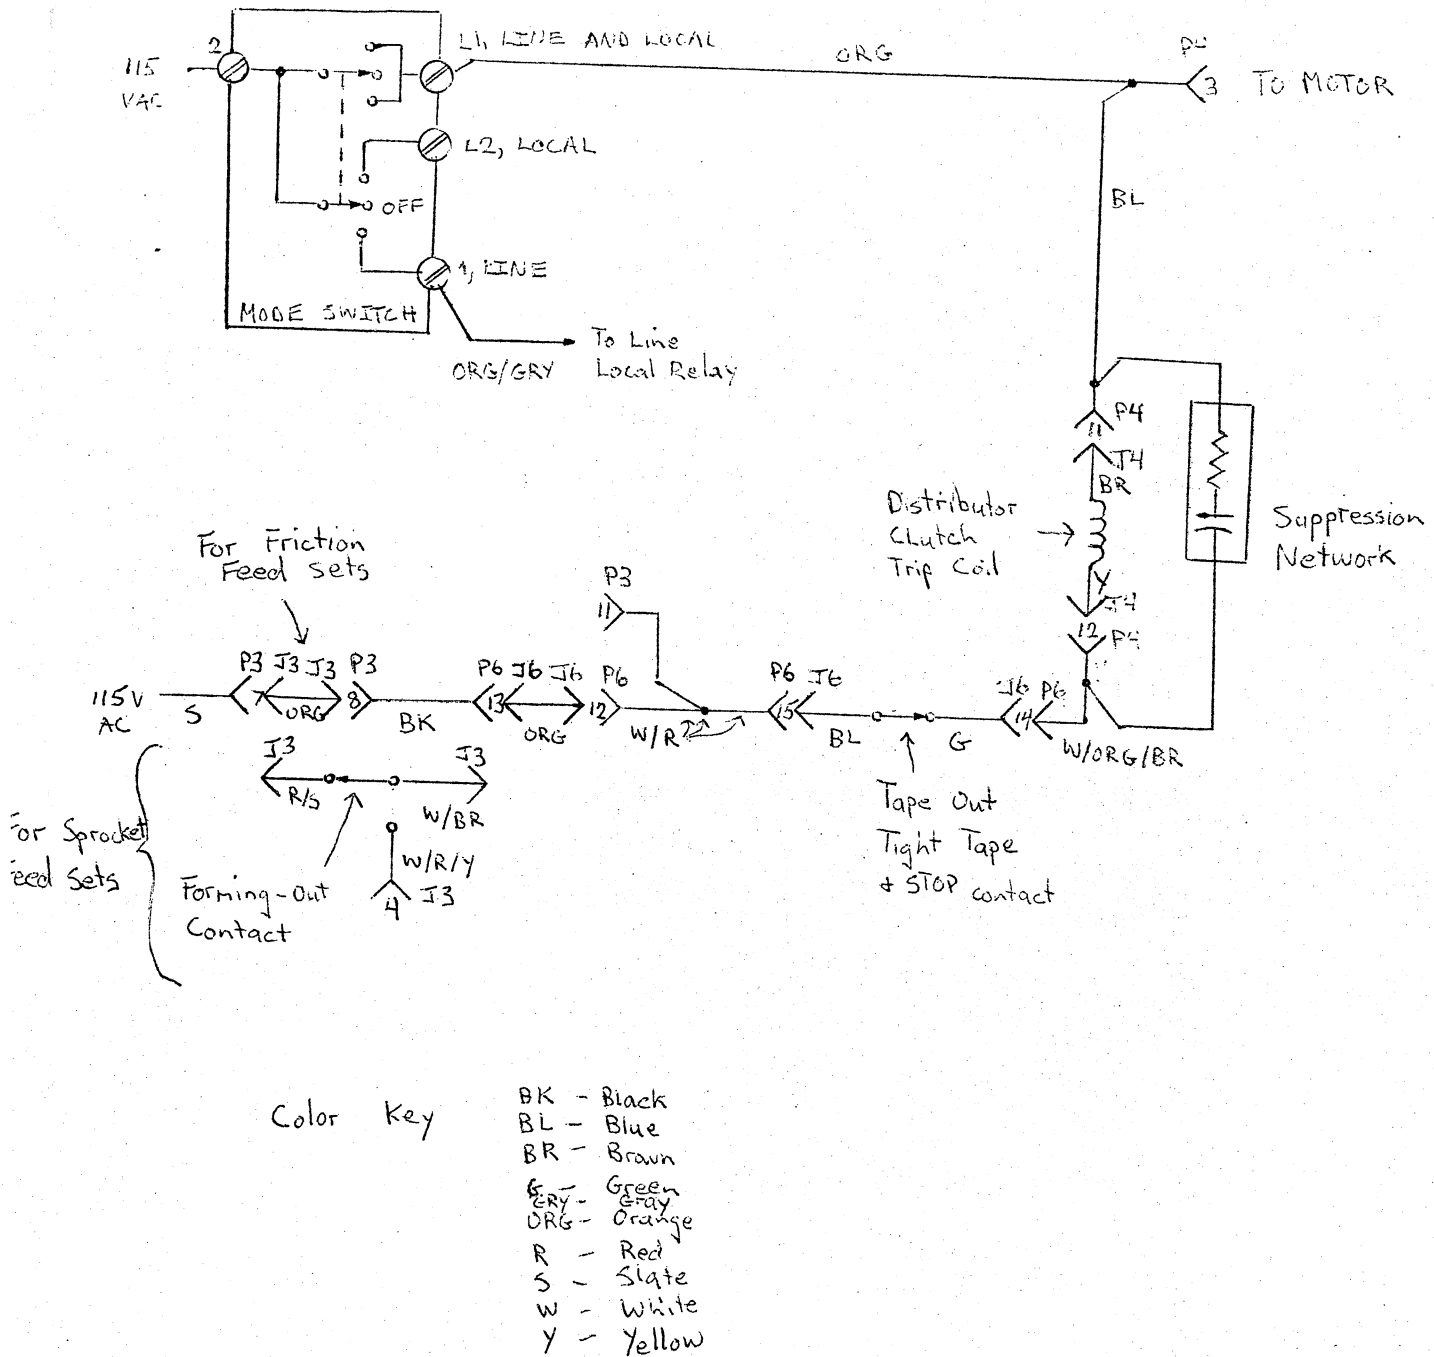 2
L1, LINE AND LOCAL
ORG
P4
3
TO MOTOR
115
VAC
L2, LOCAL
BL
OFF
1, LINE
MODE SWITCH
To Line
Local Relay
ORG/GRY
P4
11
J4
BR
Distributor
Clutch
Trip Coil
Suppression
Network
Y
J4
12
P4
For Friction
Feed sets
P3
11
P3 J3 J3 P3
7
8
115V
AC
S
ORG
BK
P6 J6 J6 P6
13
12
ORG
W/R
P6 J6
15
BL
G
J6 P6
14
W/ORG/BR
J3
J3
R/S
W/BR
W/R/Y
4
J3
For Sprocket
eed Sets
Forming-Out
Contact
Tape Out
Tight Tape
& STOP contact
Color Key
BK - Black
BL - Blue
BR - Brown
G - Green
GRY - Gray
ORG - Orange
R - Red
S - Slate
W - White
Y - Yellow